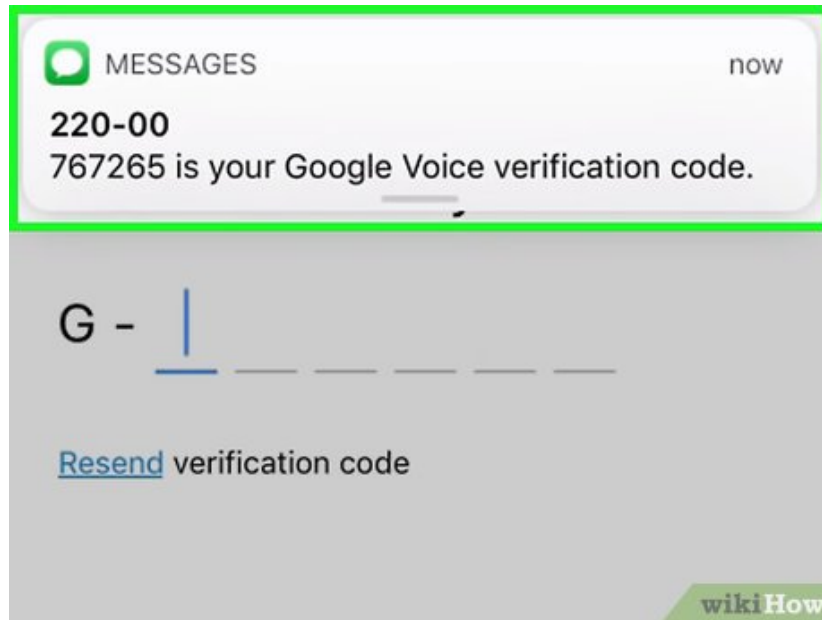 MESSAGES now
220-00
767265 is your Google Voice verification code.
G -
Resend verification code
wikiHow